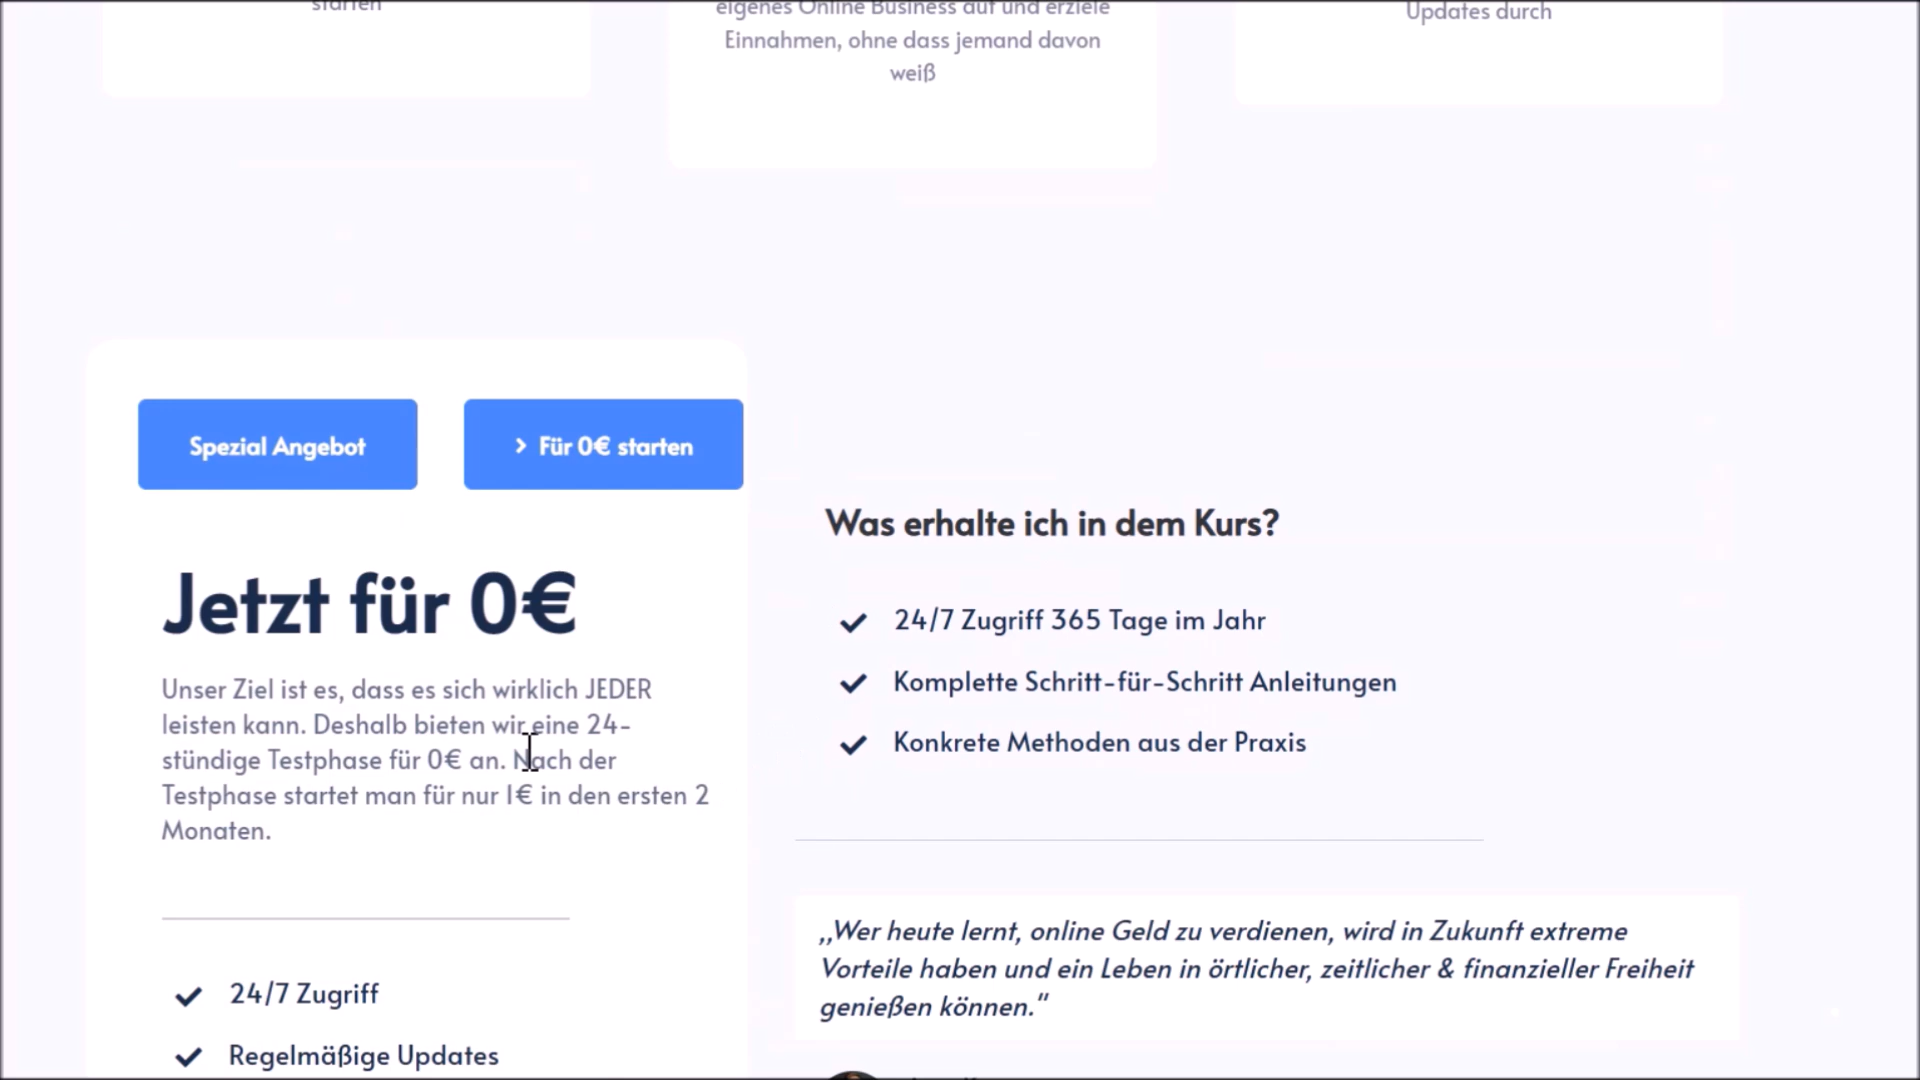 starten
eigenes Online Business auf und erziele
Einnahmen, ohne dass jemand davon
weiß
Updates durch
Spezial Angebot
Für 0€ starten
Jetzt für 0€
Unser Ziel ist es, dass es sich wirklich JEDER
leisten kann. Deshalb bieten wir eine 24-
stündige Testphase für 0€ an. Nach der
Testphase startet man für nur 1€ in den ersten 2
Monaten.
24/7 Zugriff
Regelmäßige Updates
Was erhalte ich in dem Kurs?
24/7 Zugriff 365 Tage im Jahr
Komplette Schritt-für-Schritt Anleitungen
Konkrete Methoden aus der Praxis
,,Wer heute lernt, online Geld zu verdienen, wird in Zukunft extreme
Vorteile haben und ein Leben in örtlicher, zeitlicher & finanzieller Freiheit
genießen können."